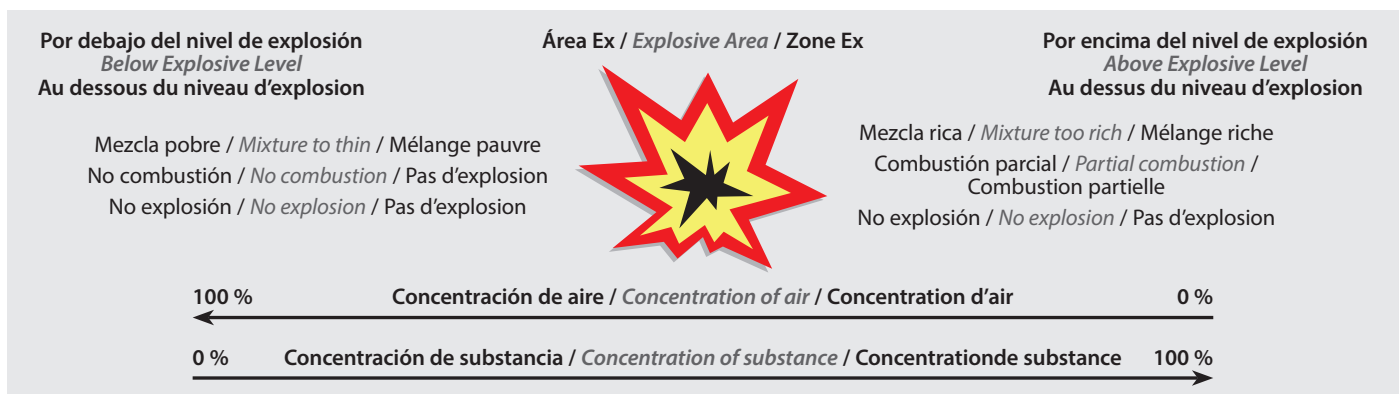 Por debajo del nivel de explosión
Below Explosive Level
Au dessous du niveau d’explosion
Mezcla pobre / Mixture to thin / Mélange pauvre
No combustión / No combustion / Pas d’explosion
No explosión / No explosion / Pas d’explosion
Área Ex / Explosive Area / Zone Ex
Por encima del nivel de explosión
Above Explosive Level
Au dessus du niveau d’explosion
Mezcla rica / Mixture too rich / Mélange riche
Combustión parcial / Partial combustion /
Combustion partielle
No explosión / No explosion / Pas d’explosion
100 % Concentración de aire / Concentration of air / Concentration d’air 0 %
0 % Concentración de substancia / Concentration of substance / Concentrationde substance 100 %